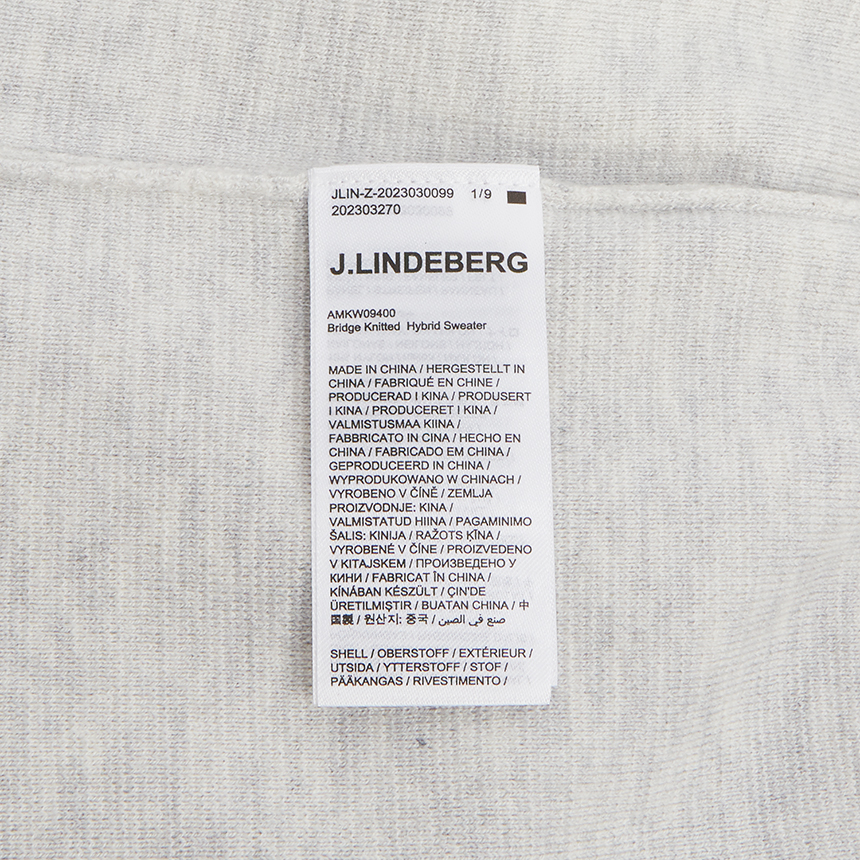 JLIN-Z-2023030099 1/9
202303270
J.LINDEBERG
AMKW09400
Bridge Knitted Hybrid Sweater
MADE IN CHINA / HERGESTELLT IN
CHINA / FABRIQUÉ EN CHINE /
PRODUCERAD I KINA / PRODUSERT
I KINA / PRODUCERET I KINA /
VALMISTUSMAA KIINA /
FABBRICATO IN CINA / HECHO EN
CHINA / FABRICADO EM CHINA /
GEPRODUCEERD IN CHINA /
WYPRODUKOWANO W CHINACH /
VYROBENO V ČÍNĚ / ZEMLJA
PROIZVODNJE: KINA /
VALMISTATUD HIINA / PAGAMINIMO
ŠALIS: KINIJA / RAŽOTS ĶĪNA /
VYROBENÉ V ČÍNE / PROIZVEDENO
V KITAJSKEM / ПРОИЗВЕДЕНО У
КИНИ / FABRICAT ÎN CHINA /
KÍNÁBAN KÉSZÜLT / ÇIN'DE
ÜRETILMIŞTIR / BUATAN CHINA / 中
国製 / 원산지: 중국 / صنع في الصين
SHELL / OBERSTOFF / EXTÉRIEUR /
UTSIDA / YTTERSTOFF / STOF /
PÄÄKANGAS / RIVESTIMENTO /